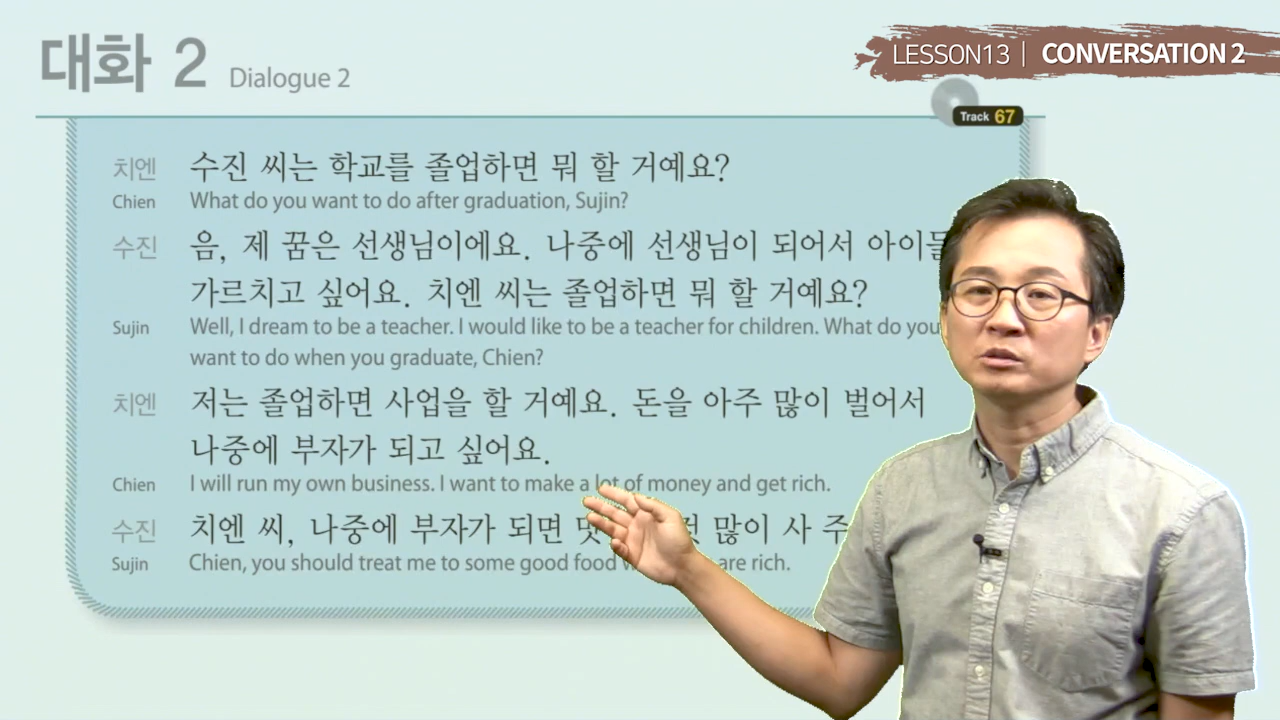 대화 2 Dialogue 2
LESSON13 | CONVERSATION 2
Track 67
치엔 수진 씨는 학교를 졸업하면 뭐 할 거예요?
Chien What do you want to do after graduation, Sujin?
수진 음, 제 꿈은 선생님이에요. 나중에 선생님이 되어서
가르치고 싶어요. 치엔 씨는 졸업하면 뭐 할 거예요?
Sujin Well, I dream to be a teacher. I would like to be a teacher for children. What do you
want to do when you graduate, Chien?
치엔 저는 졸업하면 사업을 할 거예요. 돈을 아주 많이 벌어서
나중에 부자가 되고 싶어요.
Chien I will run my own business. I want to make a lot of money and get rich.
수진 치엔 씨, 나중에 부자가 되면 많이 사
Sujin Chien, you should treat me to some good food are rich.